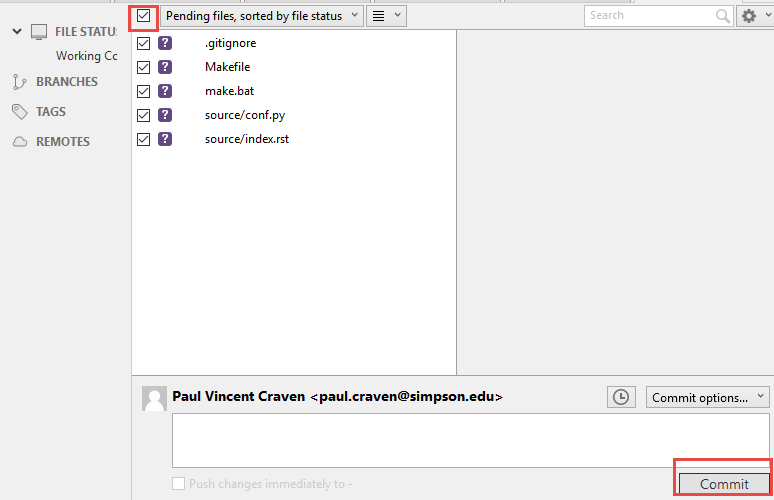 Pending files, sorted by file status
Search
FILE STATU
Working Co
BRANCHES
TAGS
REMOTES
? .gitignore
? Makefile
? make.bat
? source/conf.py
? source/index.rst
Paul Vincent Craven <paul.craven@simpson.edu>
Commit options...
Push changes immediately to -
Commit